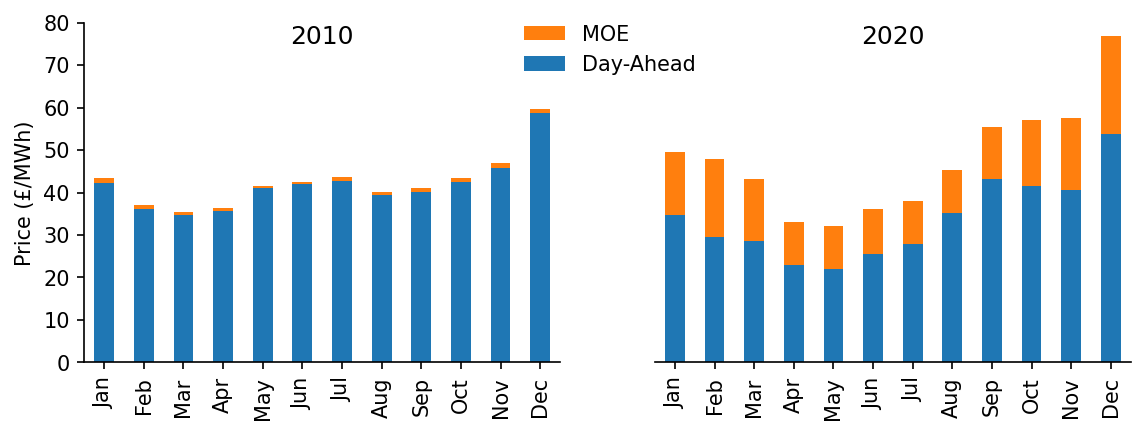 2010
MOE
Day-Ahead
2020
Price (£/MWh)
80
70
60
50
40
30
20
10
0
Jan Feb Mar Apr May Jun Jul Aug Sep Oct Nov Dec
Jan Feb Mar Apr May Jun Jul Aug Sep Oct Nov Dec